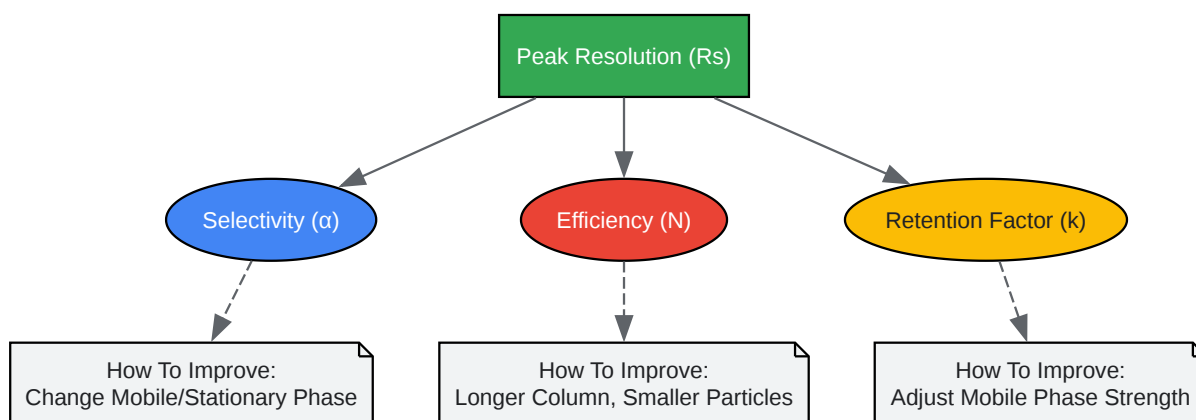 Peak Resolution (Rs)
Selectivity (α)
Efficiency (N)
Retention Factor (k)
How To Improve:
Change Mobile/Stationary Phase
How To Improve:
Longer Column, Smaller Particles
How To Improve:
Adjust Mobile Phase Strength